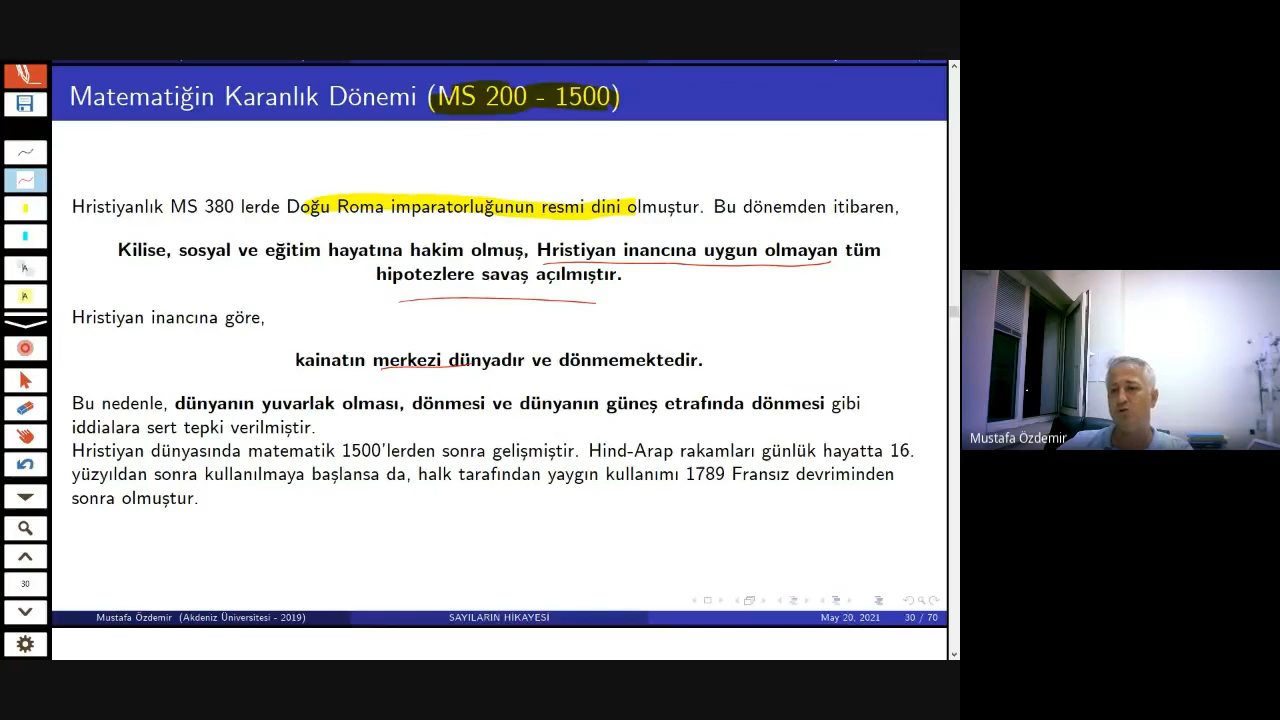 Matematiğin Karanlık Dönemi (MS 200 - 1500)
Hristiyanlık MS 380 lerde Doğu Roma imparatorluğunun resmi dini olmuştur. Bu dönemden itibaren,
Kilise, sosyal ve eğitim hayatına hakim olmuş, Hristiyan inancına uygun olmayan tüm
hipotezlere savaş açılmıştır.
Hristiyan inancına göre,
kainatın merkezi dünyadır ve dönmemektedir.
Bu nedenle, dünyanın yuvarlak olması, dönmesi ve dünyanın güneş etrafında dönmesi gibi
iddialara sert tepki verilmiştir.
Hristiyan dünyasında matematik 1500'lerden sonra gelişmiştir. Hind-Arap rakamları günlük hayatta 16.
yüzyıldan sonra kullanılmaya başlansa da, halk tarafından yaygın kullanımı 1789 Fransız devriminden
sonra olmuştur.
Mustafa Özdemir (Akdeniz Üniversitesi - 2019) SAYILARIN HİKAYESİ May 20, 2021 30 / 70
A
A
30
Mustafa Özdemir